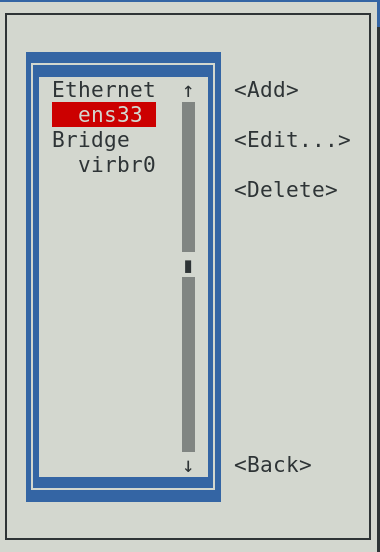 Ethernet ↑ <Add>
ens33
Bridge <Edit...>
virbr0
<Delete>
↓ <Back>